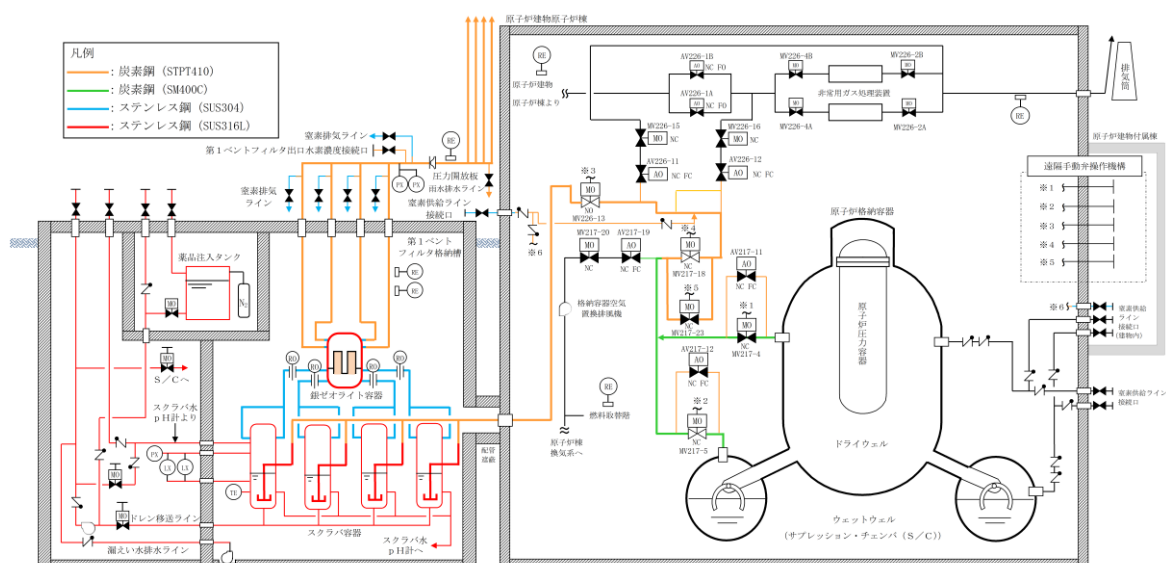 凡例
：炭素鋼（STPT410）
：炭素鋼（SM400C）
：ステンレス鋼（SUS304）
：ステンレス鋼（SUS316L）
原子炉建物原子炉棟
RE
原子炉建物
原子炉棟より
AV226-1B
AO
NC FO
AV226-1A
AO
NC FO
MV226-4B
MO
MV226-2B
MO
非常用ガス処理装置
MO
MV226-4A
MO
MV226-2A
RE
排気筒
MV226-15
MO
NC
MV226-16
MO
NC
AV226-11
AO
NC FC
AV226-12
AO
NC FC
原子炉建物付属棟
遠隔手動弁操作機構
※1
※2
※3
※4
※5
窒素排気ライン
第1ベントフィルタ出口水素濃度接続口
RE
圧力開放板
雨水排水ライン
PX
PX
窒素排気
ライン
窒素供給ライン
接続口
※6
※3
MO
NO
MV226-13
MV217-20
MO
NC
AV217-19
AO
NC FC
※4
MO
MV217-18
NC
AV217-11
AO
NC FC
※5
MO
NC
MV217-23
※1
MO
NC
MV217-4
AV217-12
AO
NC FC
※2
MO
NC
MV217-5
格納容器空気
置換排風機
RE
燃料取替階
原子炉棟
換気系へ
原子炉格納容器
原子炉圧力容器
ドライウェル
ウェットウェル
（サプレッション・チェンバ（S／C））
※6
窒素供給
ライン
接続口
（建物内）
窒素供給ライン
接続口
第1ベント
フィルタ格納槽
RE
RE
薬品注入タンク
MO
N₂
MO
S／Cへ
スクラバ水
pH計より
RO
RO
RO
RO
銀ゼオライト容器
配管
遮蔽
PX
LX
LX
MO
TE
MO
ドレン移送ライン
スクラバ容器
スクラバ水
pH計へ
漏えい水排水ライン